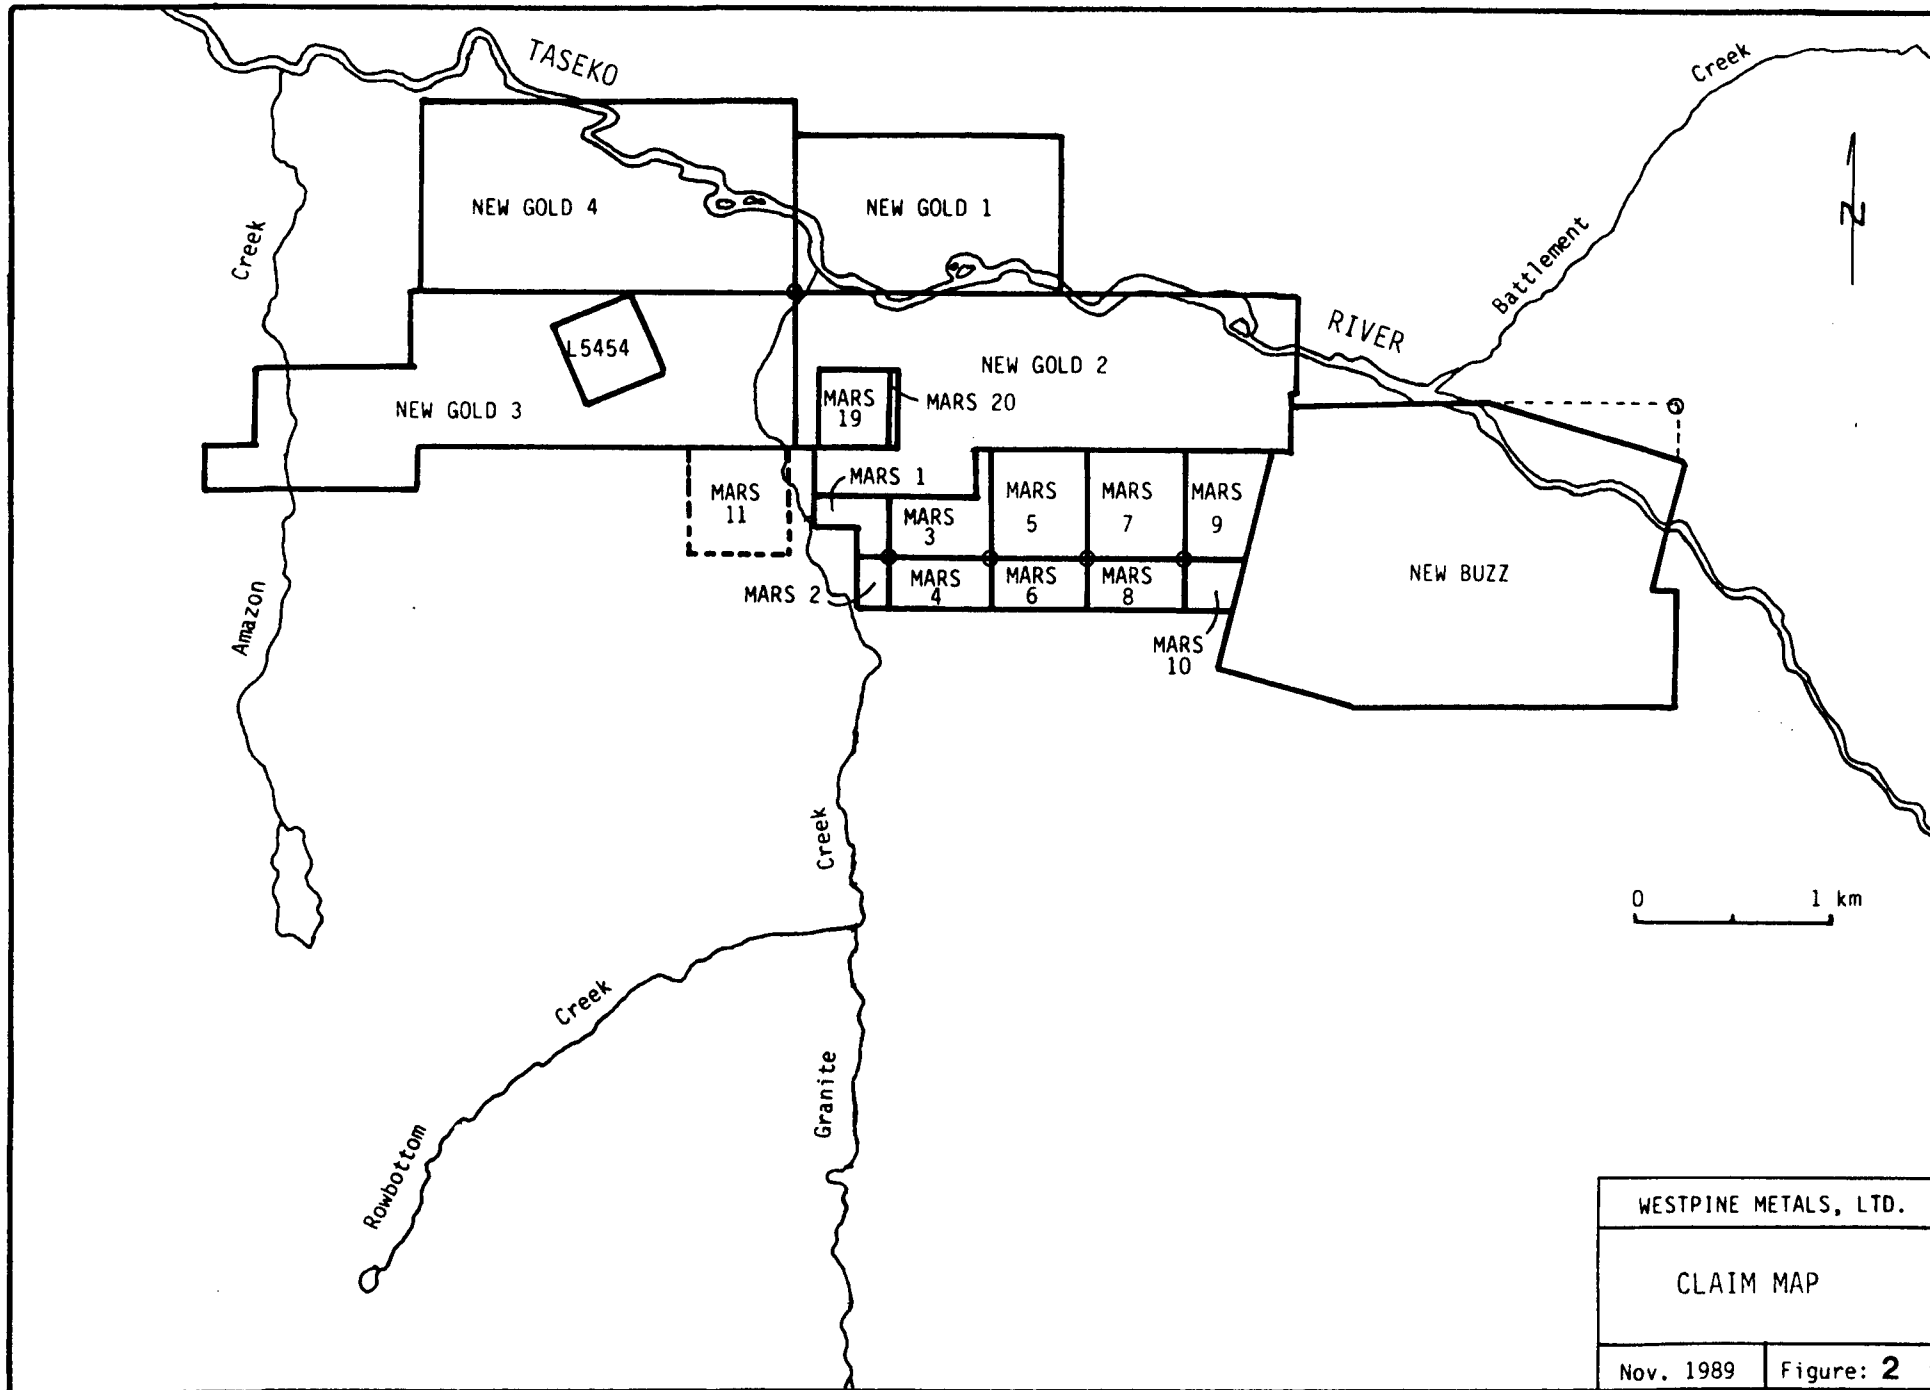 TASEKO
Creek
NEW GOLD 4
NEW GOLD 1
N
Creek
Battlement
RIVER
L5454
NEW GOLD 2
NEW GOLD 3
MARS
19
MARS 20
MARS 1
MARS
11
MARS
3
MARS
5
MARS
7
MARS
9
MARS 2
MARS
4
MARS
6
MARS
8
MARS
10
NEW BUZZ
Amazon
Creek
0 1 km
Creek
Granite
Rowbottom
WESTPINE METALS, LTD.
CLAIM MAP
Nov. 1989
Figure: 2